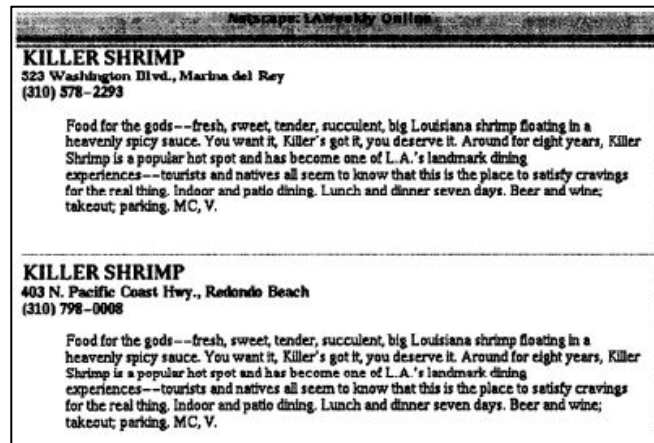 Netscape: LAWeekly Online
KILLER SHRIMP
523 Washington Blvd., Marina del Rey
(310) 578-2293
Food for the gods--fresh, sweet, tender, succulent, big Louisiana shrimp floating in a
heavenly spicy sauce. You want it, Killer's got it, you deserve it. Around for eight years, Killer
Shrimp is a popular hot spot and has become one of L.A.'s landmark dining
experiences--tourists and natives all seem to know that this is the place to satisfy cravings
for the real thing. Indoor and patio dining. Lunch and dinner seven days. Beer and wine;
takeout; parking. MC, V.
KILLER SHRIMP
403 N. Pacific Coast Hwy., Redondo Beach
(310) 798-0008
Food for the gods--fresh, sweet, tender, succulent, big Louisiana shrimp floating in a
heavenly spicy sauce. You want it, Killer's got it, you deserve it. Around for eight years, Killer
Shrimp is a popular hot spot and has become one of L.A.'s landmark dining
experiences--tourists and natives all seem to know that this is the place to satisfy cravings
for the real thing. Indoor and patio dining. Lunch and dinner seven days. Beer and wine;
takeout; parking. MC, V.